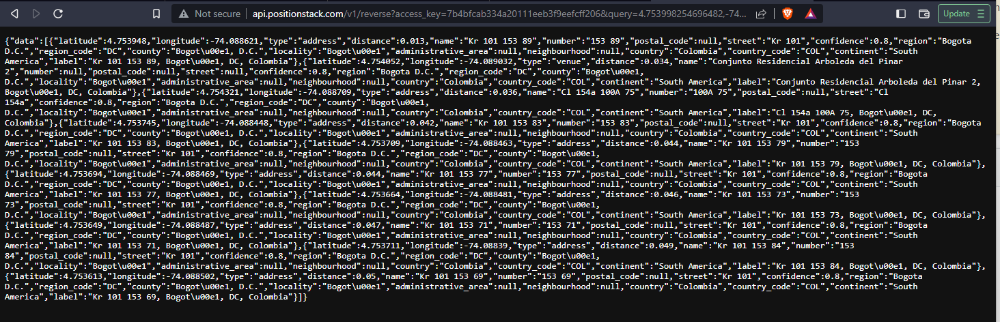 Not secure | api.positionstack.com/v1/reverse?access_key=7b4bfcab334a20111eeb3f9eefcff206&query=4.753998254696482,-74... Update
{"data":[{"latitude":4.753948,"longitude":-74.088621,"type":"address","distance":0.013,"name":"Kr 101 153 89","number":"153 89","postal_code":null,"street":"Kr 101","confidence":0.8,"region":"Bogota
D.C.","region_code":"DC","county":"Bogot\u00e1, D.C.","locality":"Bogot\u00e1","administrative_area":null,"neighbourhood":null,"country":"Colombia","country_code":"COL","continent":"South
America","label":"Kr 101 153 89, Bogot\u00e1, DC, Colombia"},{"latitude":4.754052,"longitude":-74.089032,"type":"venue","distance":0.034,"name":"Conjunto Residencial Arboleda del Pinar
2","number":null,"postal_code":null,"street":null,"confidence":0.8,"region":"Bogota D.C.","region_code":"DC","county":"Bogot\u00e1,
D.C.","locality":"Bogot\u00e1","administrative_area":null,"neighbourhood":null,"country":"Colombia","country_code":"COL","continent":"South America","label":"Conjunto Residencial Arboleda del Pinar 2,
Bogot\u00e1, DC, Colombia"},{"latitude":4.754321,"longitude":-74.088709,"type":"address","distance":0.036,"name":"Cl 154a 100A 75","number":"100A 75","postal_code":null,"street":"Cl
154a","confidence":0.8,"region":"Bogota D.C.","region_code":"DC","county":"Bogot\u00e1,
D.C.","locality":"Bogot\u00e1","administrative_area":null,"neighbourhood":null,"country":"Colombia","country_code":"COL","continent":"South America","label":"Cl 154a 100A 75, Bogot\u00e1, DC,
Colombia"},{"latitude":4.753745,"longitude":-74.088448,"type":"address","distance":0.042,"name":"Kr 101 153 83","number":"153 83","postal_code":null,"street":"Kr 101","confidence":0.8,"region":"Bogota
D.C.","region_code":"DC","county":"Bogot\u00e1, D.C.","locality":"Bogot\u00e1","administrative_area":null,"neighbourhood":null,"country":"Colombia","country_code":"COL","continent":"South
America","label":"Kr 101 153 83, Bogot\u00e1, DC, Colombia"},{"latitude":4.753709,"longitude":-74.088463,"type":"address","distance":0.044,"name":"Kr 101 153 79","number":"153
79","postal_code":null,"street":"Kr 101","confidence":0.8,"region":"Bogota D.C.","region_code":"DC","county":"Bogot\u00e1,
D.C.","locality":"Bogot\u00e1","administrative_area":null,"neighbourhood":null,"country":"Colombia","country_code":"COL","continent":"South America","label":"Kr 101 153 79, Bogot\u00e1, DC, Colombia"},
{"latitude":4.753694,"longitude":-74.088469,"type":"address","distance":0.044,"name":"Kr 101 153 77","number":"153 77","postal_code":null,"street":"Kr 101","confidence":0.8,"region":"Bogota
D.C.","region_code":"DC","county":"Bogot\u00e1, D.C.","locality":"Bogot\u00e1","administrative_area":null,"neighbourhood":null,"country":"Colombia","country_code":"COL","continent":"South
America","label":"Kr 101 153 77, Bogot\u00e1, DC, Colombia"},{"latitude":4.753664,"longitude":-74.088481,"type":"address","distance":0.046,"name":"Kr 101 153 73","number":"153
73","postal_code":null,"street":"Kr 101","confidence":0.8,"region":"Bogota D.C.","region_code":"DC","county":"Bogot\u00e1,
D.C.","locality":"Bogot\u00e1","administrative_area":null,"neighbourhood":null,"country":"Colombia","country_code":"COL","continent":"South America","label":"Kr 101 153 73, Bogot\u00e1, DC, Colombia"},
{"latitude":4.753649,"longitude":-74.088487,"type":"address","distance":0.047,"name":"Kr 101 153 71","number":"153 71","postal_code":null,"street":"Kr 101","confidence":0.8,"region":"Bogota
D.C.","region_code":"DC","county":"Bogot\u00e1, D.C.","locality":"Bogot\u00e1","administrative_area":null,"neighbourhood":null,"country":"Colombia","country_code":"COL","continent":"South
America","label":"Kr 101 153 71, Bogot\u00e1, DC, Colombia"},{"latitude":4.753711,"longitude":-74.08839,"type":"address","distance":0.049,"name":"Kr 101 153 84","number":"153
84","postal_code":null,"street":"Kr 101","confidence":0.8,"region":"Bogota D.C.","region_code":"DC","county":"Bogot\u00e1,
D.C.","locality":"Bogot\u00e1","administrative_area":null,"neighbourhood":null,"country":"Colombia","country_code":"COL","continent":"South America","label":"Kr 101 153 84, Bogot\u00e1, DC, Colombia"},
{"latitude":4.753613,"longitude":-74.088502,"type":"address","distance":0.05,"name":"Kr 101 153 69","number":"153 69","postal_code":null,"street":"Kr 101","confidence":0.8,"region":"Bogota
D.C.","region_code":"DC","county":"Bogot\u00e1, D.C.","locality":"Bogot\u00e1","administrative_area":null,"neighbourhood":null,"country":"Colombia","country_code":"COL","continent":"South
America","label":"Kr 101 153 69, Bogot\u00e1, DC, Colombia"}]}